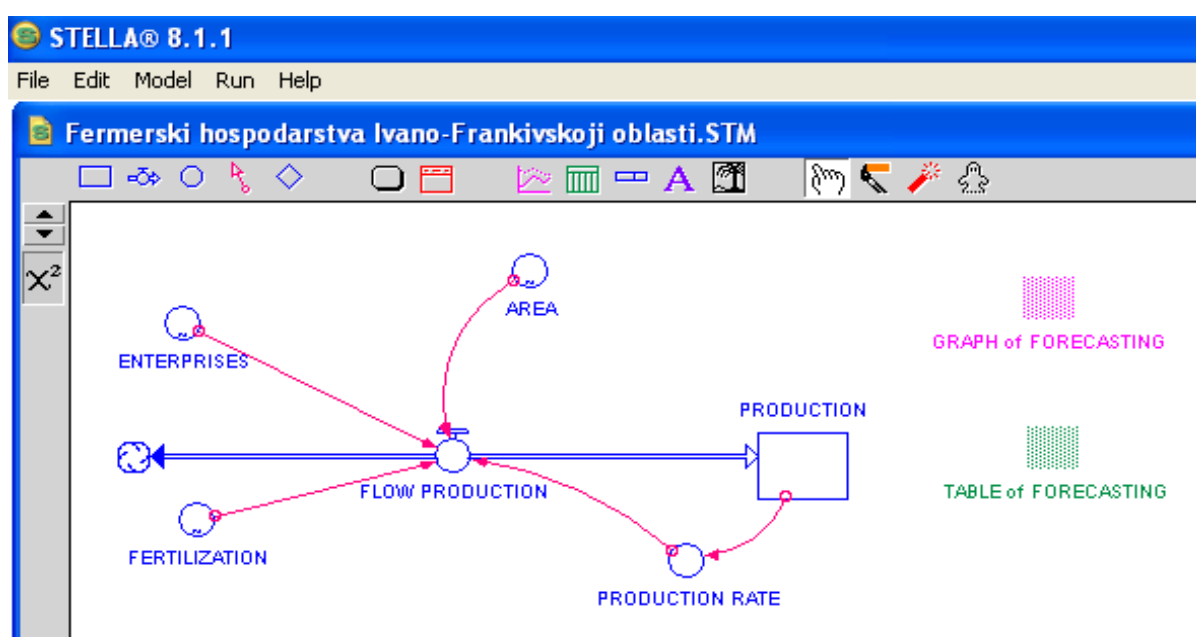 STELLA® 8.1.1
File Edit Model Run Help
Fermerski hospodarstva Ivano-Frankivskoji oblasti.STM
A
X²
AREA
ENTERPRISES
GRAPH of FORECASTING
PRODUCTION
FLOW PRODUCTION
TABLE of FORECASTING
FERTILIZATION
PRODUCTION RATE